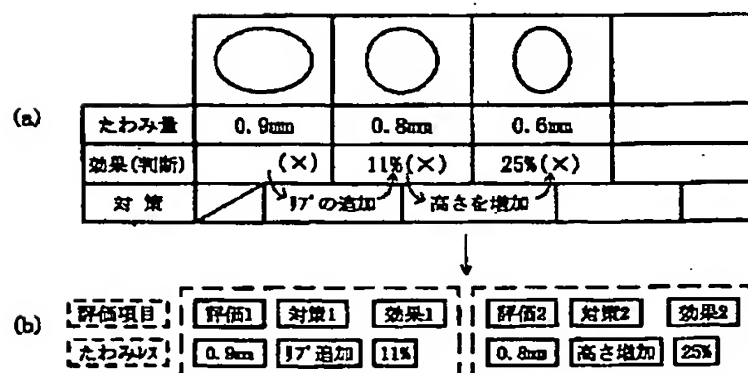 (a)
たわみ量 0.9mm 0.8mm 0.6mm
効果(判断) (×) 11%(×) 25%(×)
対策 ﾘﾌﾞの追加 高さを増加
(b)
評価項目 評価1 対策1 効果1 評価2 対策2 効果2
たわみﾚｽ 0.9mm ﾘﾌﾞ追加 11% 0.8mm 高さ増加 25%